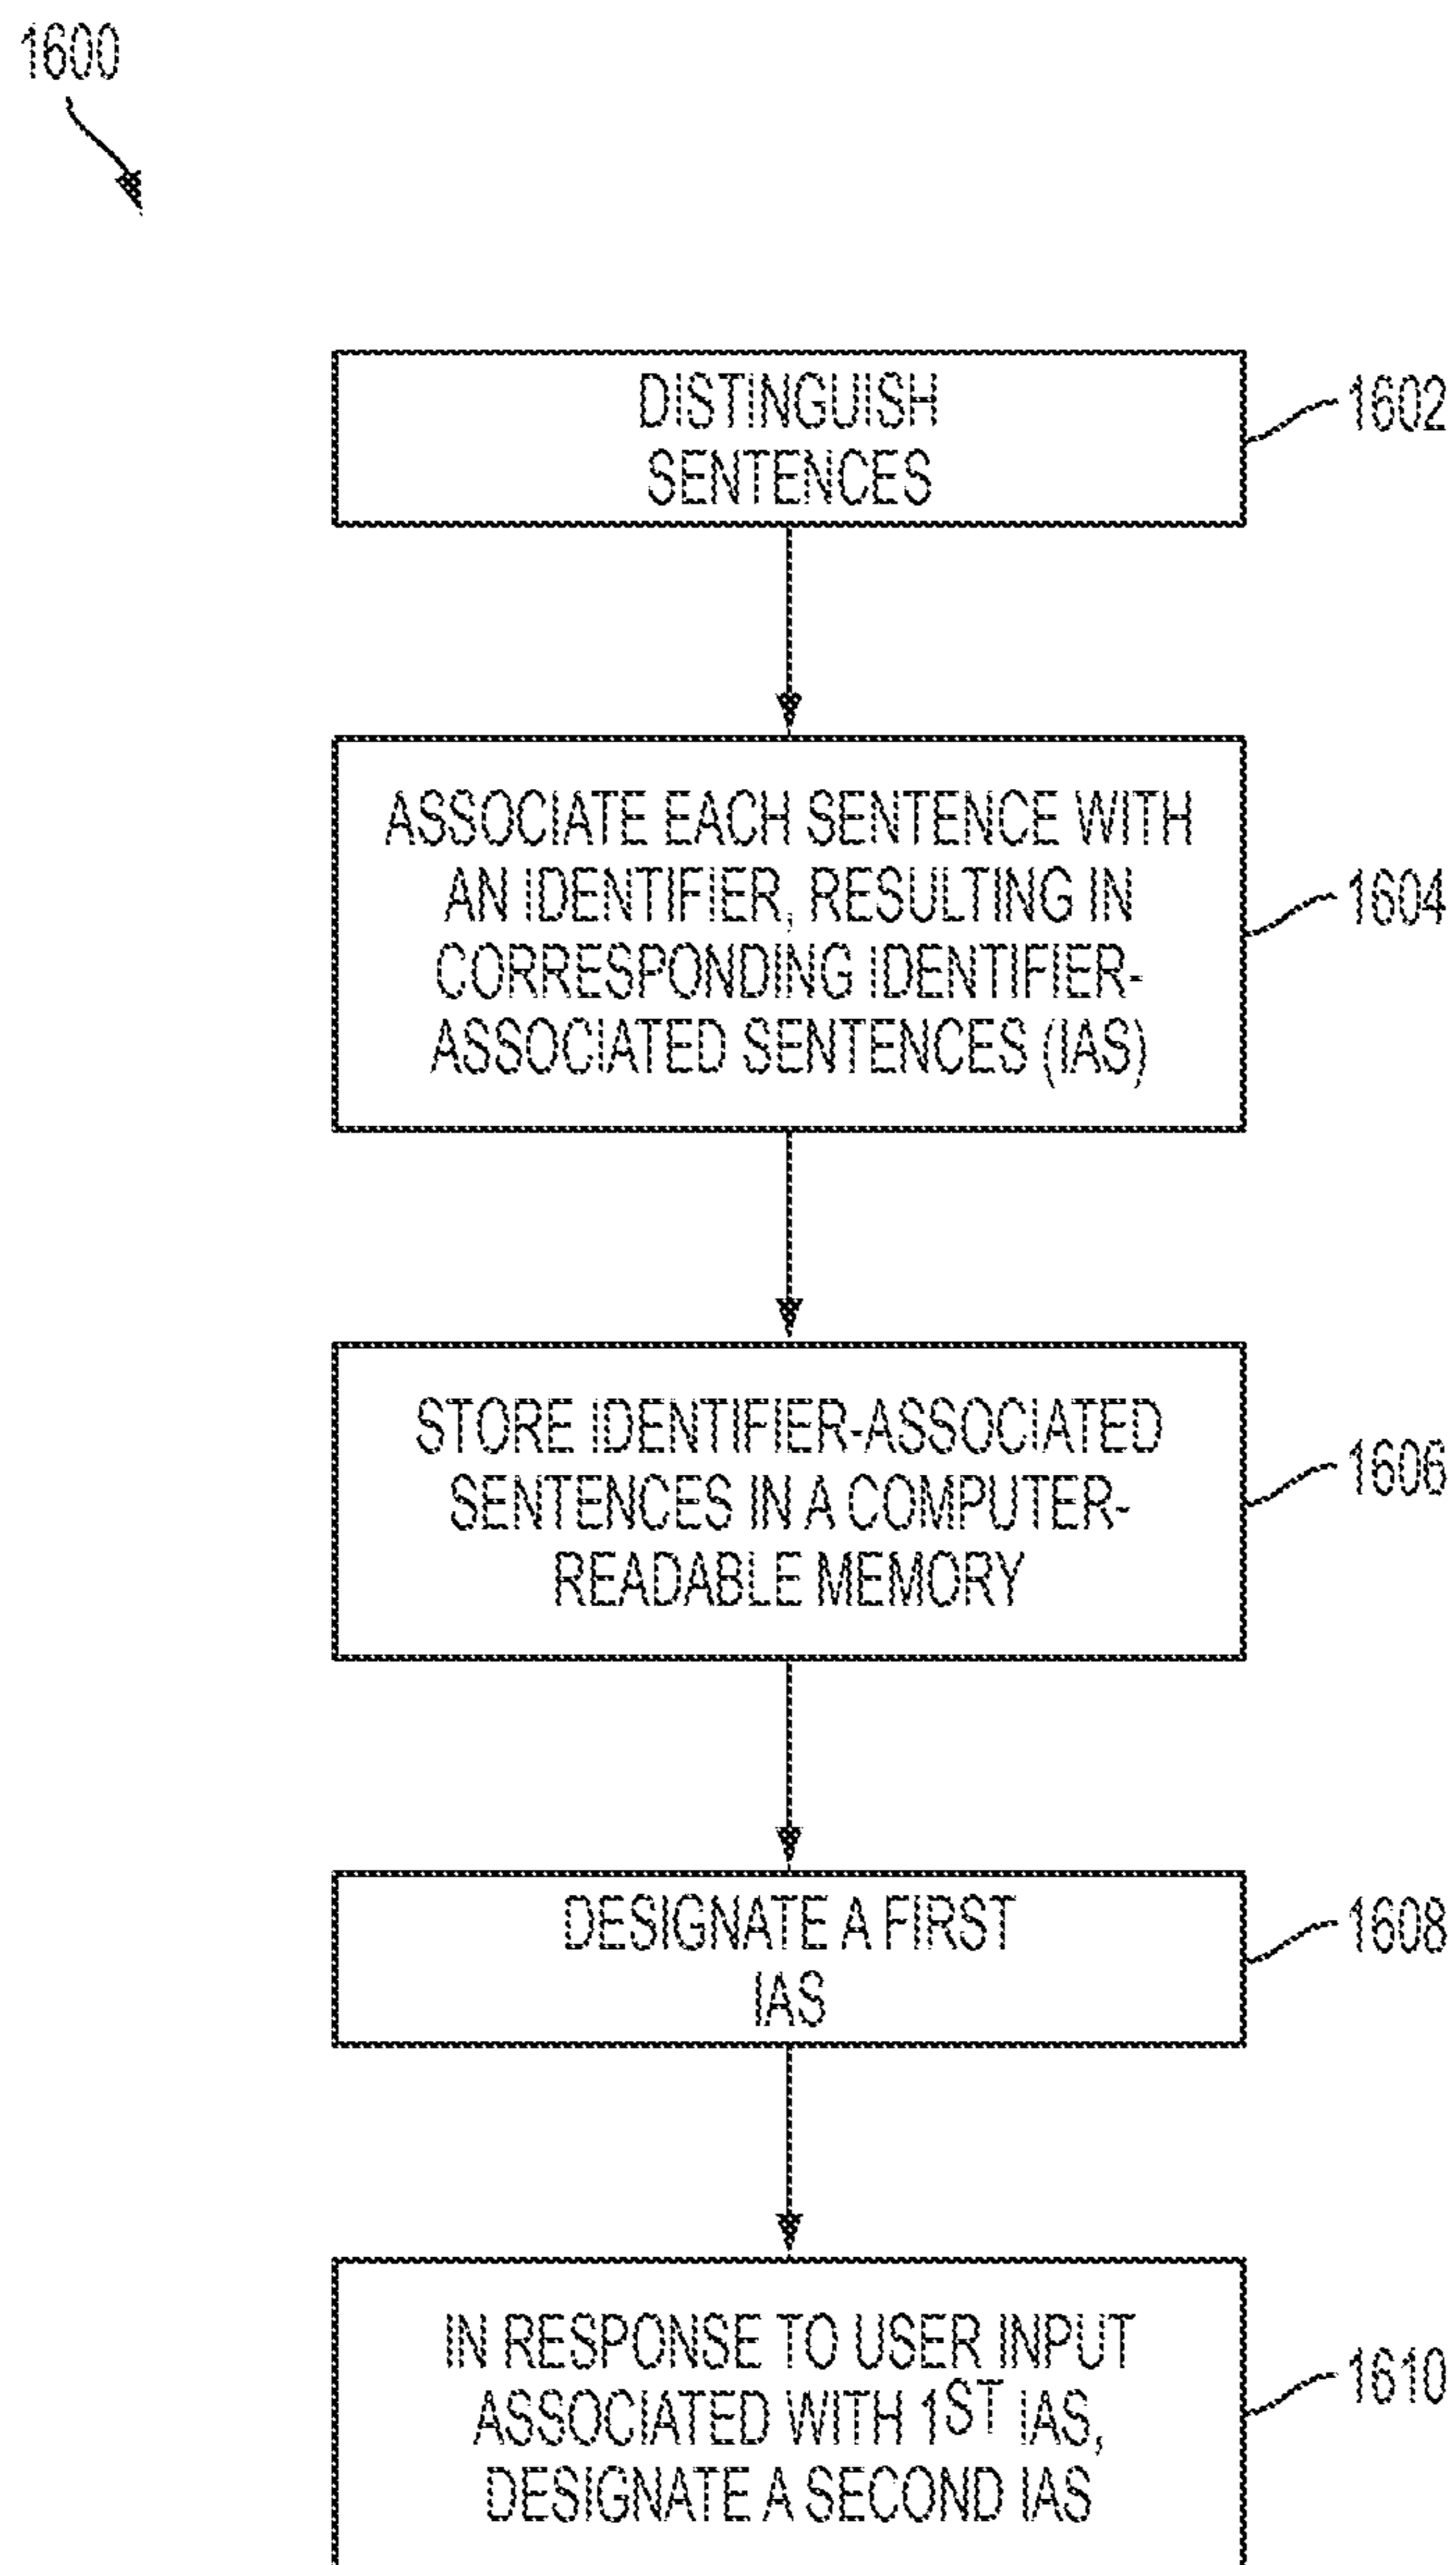 1600
DISTINGUISH
SENTENCES
1602
ASSOCIATE EACH SENTENCE WITH
AN IDENTIFIER, RESULTING IN
CORRESPONDING IDENTIFIER-
ASSOCIATED SENTENCES (IAS)
1604
STORE IDENTIFIER-ASSOCIATED
SENTENCES IN A COMPUTER-
READABLE MEMORY
1606
DESIGNATE A FIRST
IAS
1608
IN RESPONSE TO USER INPUT
ASSOCIATED WITH 1ST IAS,
DESIGNATE A SECOND IAS
1610